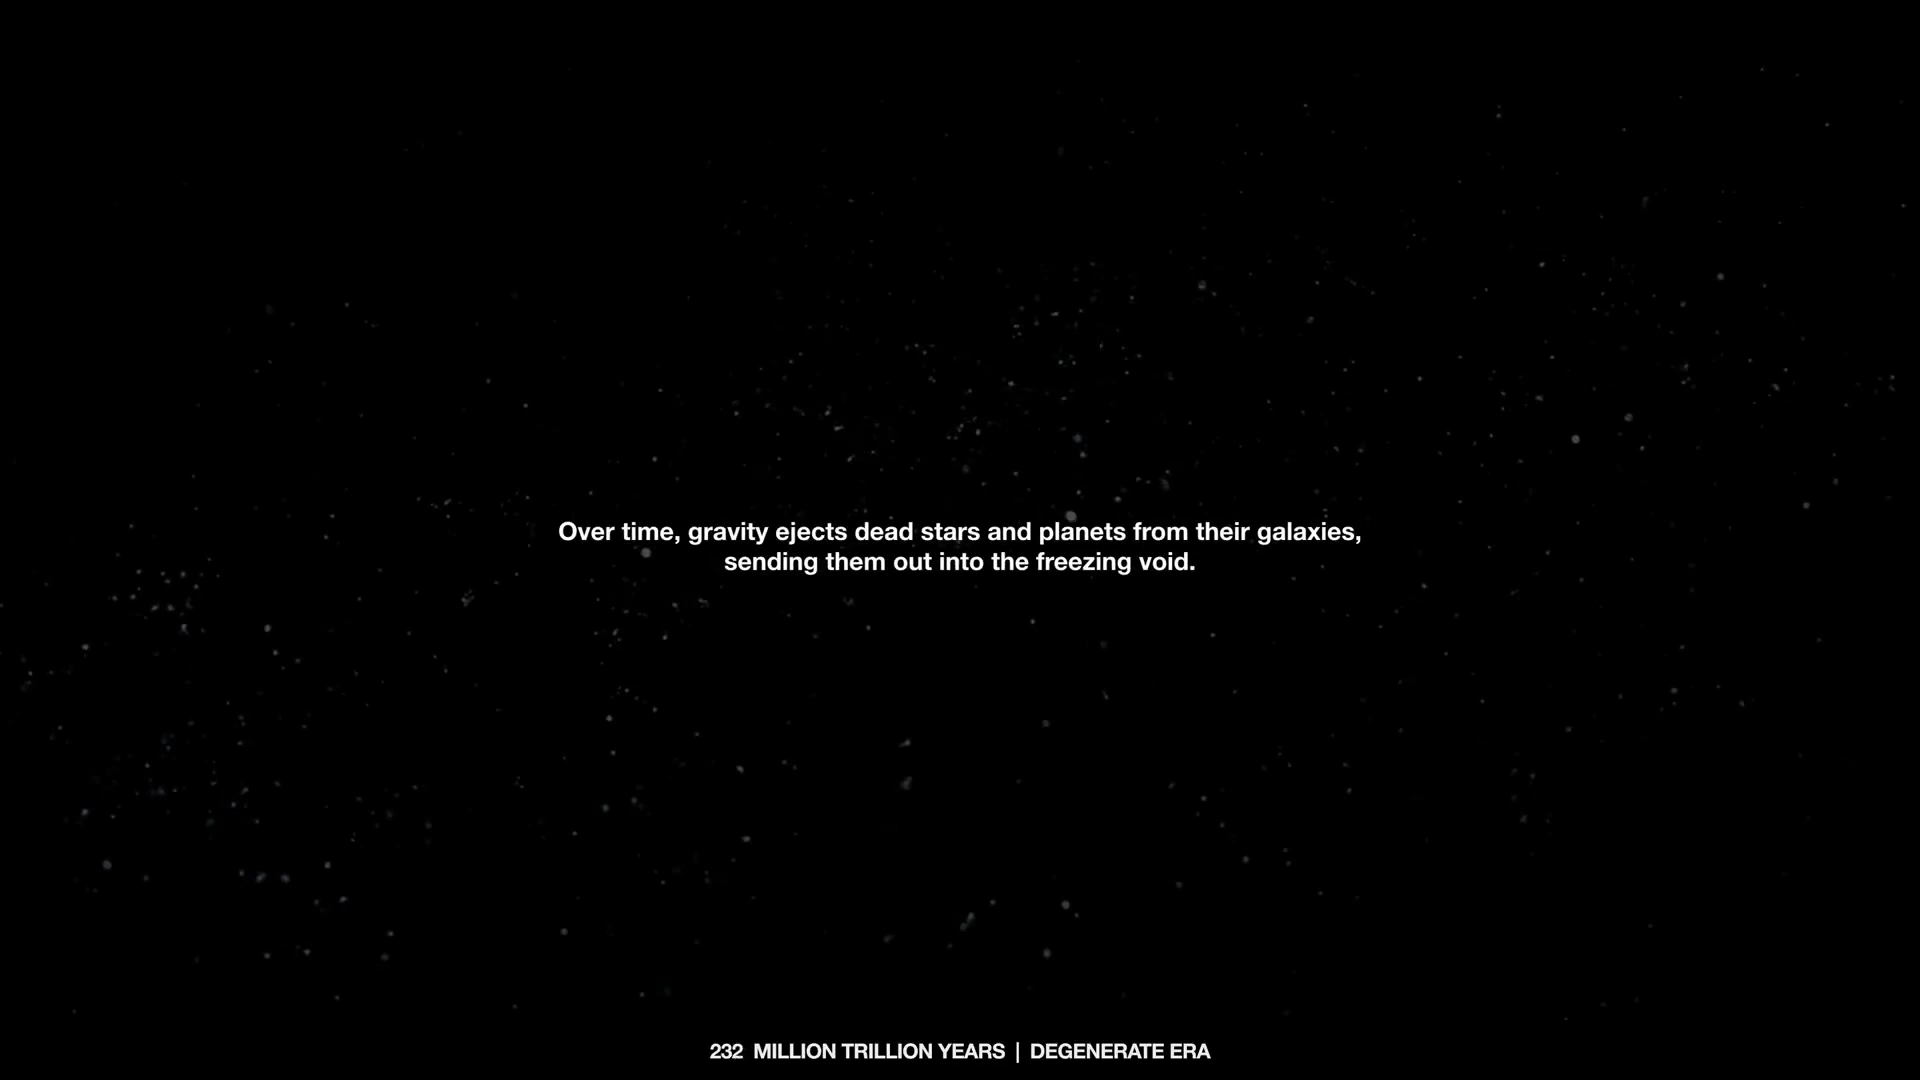 Over time, gravity ejects dead stars and planets from their galaxies,
sending them out into the freezing void.
232 MILLION TRILLION YEARS | DEGENERATE ERA